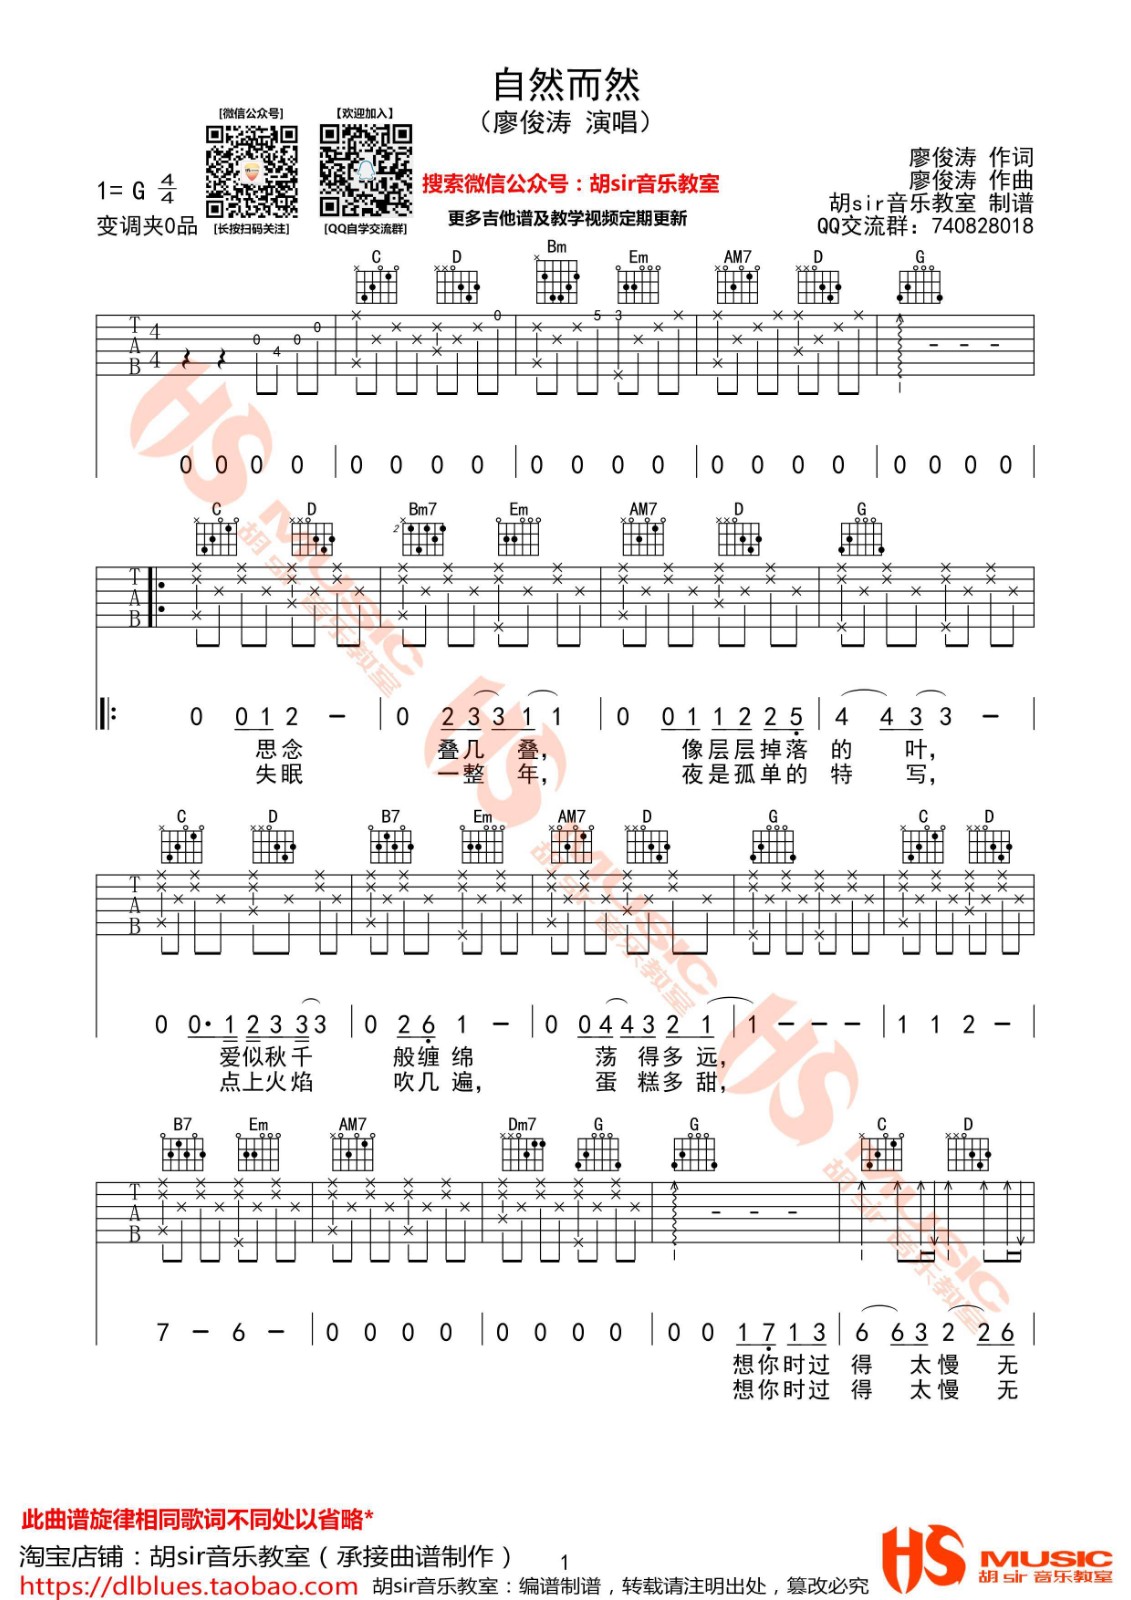 自然而然
（廖俊涛 演唱）
[微信公众号]
【欢迎加入】
1= G 4/4
变调夹0品
[长按扫码关注]
[QQ自学交流群]
搜索微信公众号：胡sir音乐教室
更多吉他谱及教学视频定期更新
廖俊涛 作词
廖俊涛 作曲
胡sir音乐教室 制谱
QQ交流群: 740828018
C D Bm Em AM7 D G
T A B 4 4 0 4 0 0 0 5 3
0 0 0 0 | 0 0 0 0 | 0 0 0 0 | 0 0 0 0 | 0 0 0 0
C D Bm7 Em AM7 D G
2
T A B
0 0 1 2 - | 0 2 3 3 1 1 | 0 0 1 1 2 2 5 | 4 4 3 3 -
思念 叠几 叠, 像层层掉落 的 叶,
失眠 一整 年, 夜是孤单的 特 写,
C D B7 Em AM7 D G C D
T A B
0 0· 1 2 3 3 3 | 0 2 6 1 - | 0 0 4 4 3 2 1 | 1 - - - | 1 1 2 -
爱似秋千 般缠 绵 荡 得多 远,
点上火焰 吹几 遍, 蛋 糕多 甜,
B7 Em AM7 Dm7 G G C D
T A B
7 - 6 - | 0 0 0 0 | 0 0 0 0 | 0 0 1 7 1 3 | 6 6 3 2 2 6
想你时过 得 太慢 无
想你时过 得 太慢 无
此曲谱旋律相同歌词不同处以省略*
淘宝店铺：胡sir音乐教室（承接曲谱制作）
1
https://dlblues.taobao.com
胡sir音乐教室：编谱制谱，转载请注明出处，篡改必究
HS MUSIC
胡 sir 音乐教室